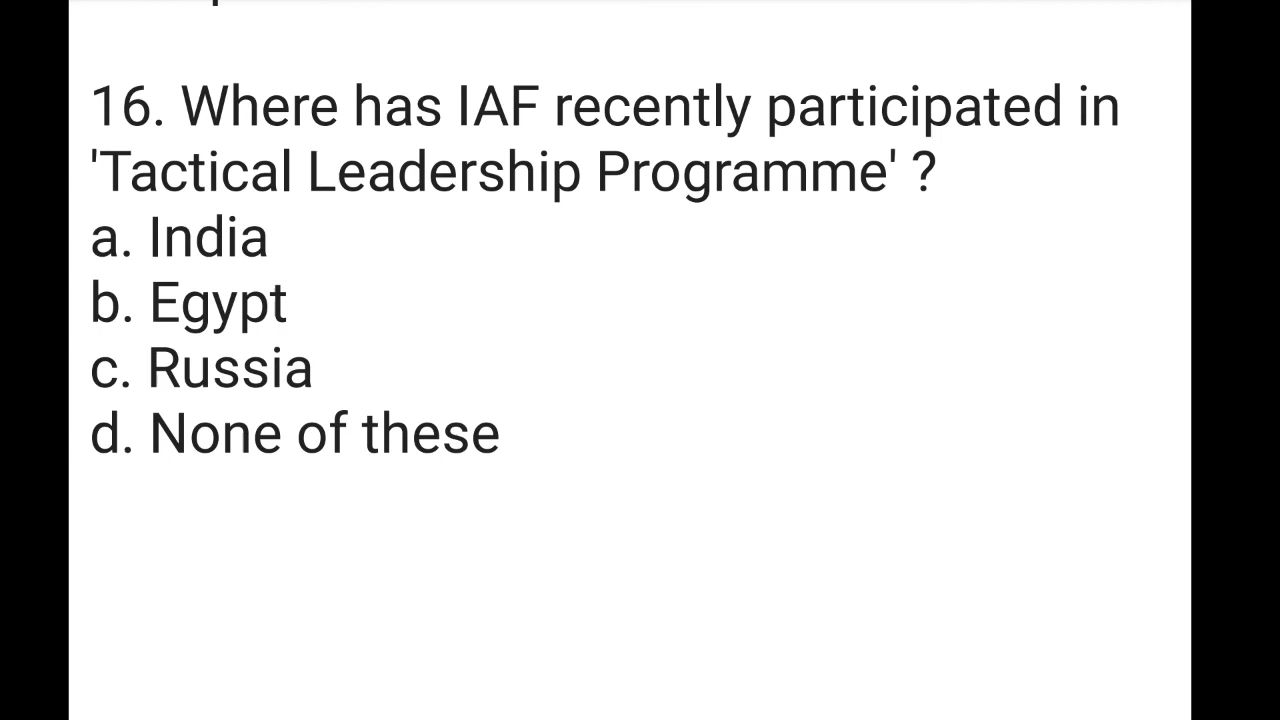 16. Where has IAF recently participated in
'Tactical Leadership Programme' ?
a. India
b. Egypt
c. Russia
d. None of these